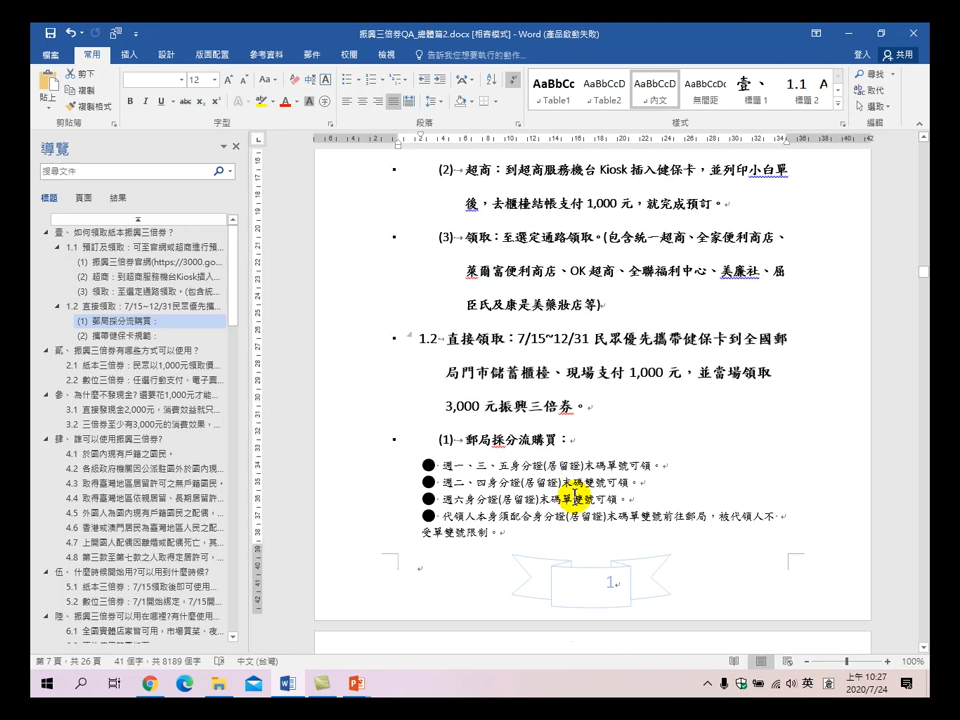 振興三倍券QA_總體篇2.docx [相容模式] - Word (產品啟動失敗)
檔案 常用 插入 設計 版面配置 參考資料 郵件 校閱 檢視 告訴我您想要執行的動作... 登入 共用
貼上
剪下
複製
複製格式
12
AaBbCc
AaBbCcD
AaBbCcD
AaBbCcDc
壹、
1.1 AaBb
Table1
Table2
內文
無間距
標題 1
標題 2
尋找
取代
選取
剪貼簿 字型 段落 樣式 編輯
導覽
搜尋文件
標題 頁面 結果
壹、 如何領取紙本振興三倍券?
1.1 預訂及領取：可至官網或超商進行預...
(1) 振興三倍券官網(https://3000.go...
(2) 超商：到超商服務機台Kiosk插入...
(3) 領取：至選定通路領取。(包含統...
1.2 直接領取：7/15~12/31民眾優先攜...
(1) 郵局採分流購買：
(2) 攜帶健保卡規範：
貳、 振興三倍券有哪些方式可以使用？
2.1 紙本三倍券：民眾以1,000元領取價...
2.2 數位三倍券：任選行動支付、電子票...
參、 為什麼不發現金? 還要花1,000元才能...
3.1 直接發現金2,000元，消費效益就只...
3.2 三倍券至少有3,000元的消費效果，...
肆、 誰可以使用振興三倍券?
4.1 於國內有戶籍之國民。
4.2 各級政府機關因公派駐國外於國內...
4.3 取得臺灣地區居留許可之無戶籍國民，
4.4 取得臺灣地區依親居留、長期居留...
4.5 外國人為國內現有戶籍國民之配偶...
4.6 香港或澳門居民為臺灣地區人民之...
4.7 上開國人配偶因離婚或配偶死亡，其...
4.8 第三款至第七款之人取得定居許可...
伍、 什麼時候開始用?可以用到什麼時?
5.1 紙本三倍券：7/15領取後即可使用...
5.2 數位三倍券：7/1開始綁定，7/15開...
陸、 振興三倍券可以用在哪裡?有什麼使用...
6.1 全國實體店家皆可用，市場買菜、夜...
(2) 超商：到超商服務機台 Kiosk 插入健保卡，並列印小白單
後，去櫃檯結帳支付 1,000 元，就完成預訂。
(3) 領取：至選定通路領取。(包含統一超商、全家便利商店、
萊爾富便利商店、OK 超商、全聯福利中心、美廉社、屈
臣氏及康是美藥妝店等)
1.2 直接領取：7/15~12/31 民眾優先攜帶健保卡到全國郵
局門市儲蓄櫃檯、現場支付 1,000 元，並當場領取
3,000 元振興三倍券。
(1) 郵局採分流購買：
● 週一、三、五身分證(居留證)末碼單號可領。
● 週二、四身分證(居留證)末碼雙號可領。
● 週六身分證(居留證)末碼單雙號可領。
● 代領人本身須配合身分證(居留證)末碼單雙號前往郵局，被代領人不
受單雙號限制。
1
第 7 頁，共 26 頁 41 個字，共 8189 個字 中文 (台灣) 100%
英
上午 10:27
2020/7/24